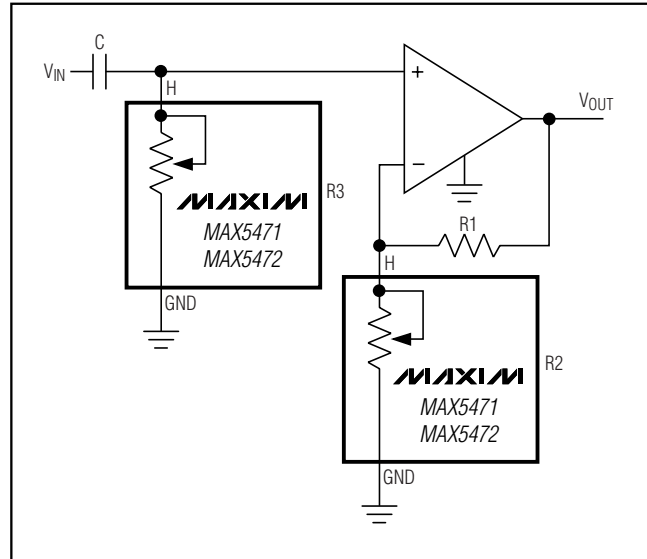 C
V_IN
H
+
V_OUT
−
MAXIM
R3
MAX5471
MAX5472
R1
H
GND
MAXIM
R2
MAX5471
MAX5472
GND